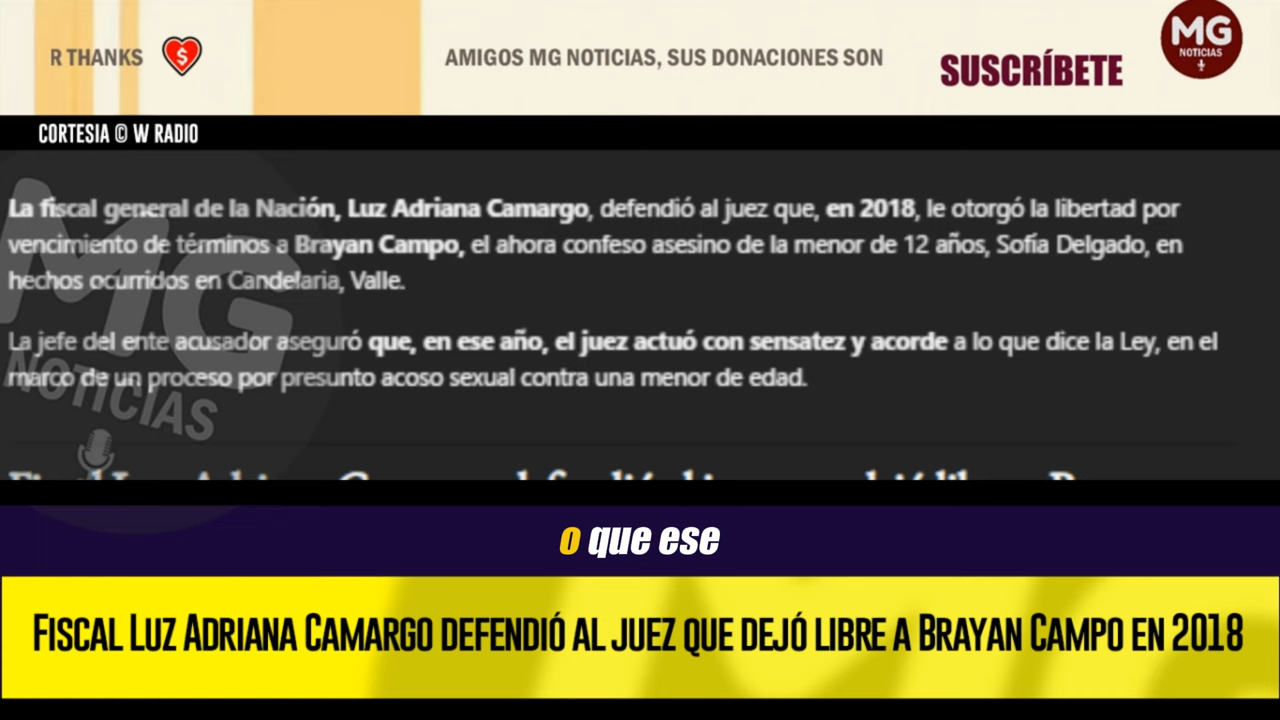 R THANKS
AMIGOS MG NOTICIAS, SUS DONACIONES SON
SUSCRÍBETE
MG
NOTICIAS
CORTESIA © W RADIO
La fiscal general de la Nación, Luz Adriana Camargo, defendió al juez que, en 2018, le otorgó la libertad por
vencimiento de términos a Brayan Campo, el ahora confeso asesino de la menor de 12 años, Sofía Delgado, en
hechos ocurridos en Candelaria, Valle.
La jefe del ente acusador aseguró que, en ese año, el juez actuó con sensatez y acorde a lo que dice la Ley, en el
marco de un proceso por presunto acoso sexual contra una menor de edad.
MG
NOTICIAS
o que ese
FISCAL LUZ ADRIANA CAMARGO DEFENDIÓ AL JUEZ QUE DEJÓ LIBRE A BRAYAN CAMPO EN 2018